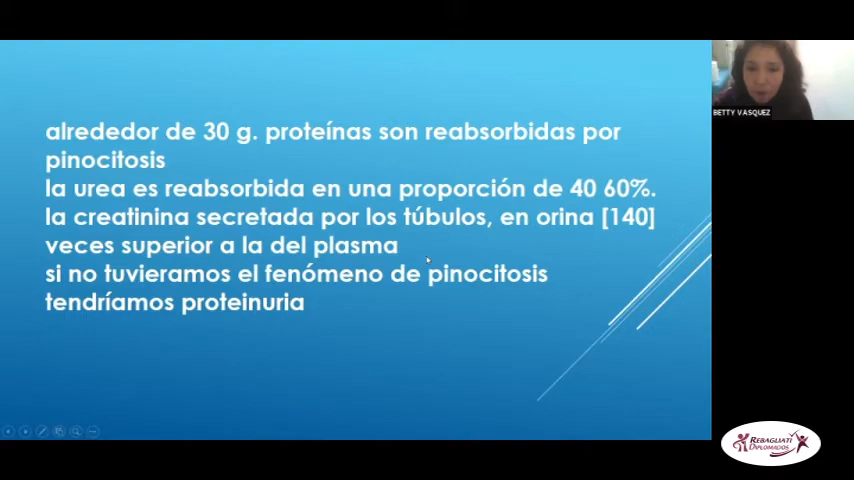 alrededor de 30 g. proteínas son reabsorbidas por
pinocitosis
la urea es reabsorbida en una proporción de 40 60%.
la creatinina secretada por los túbulos, en orina [140]
veces superior a la del plasma
si no tuvieramos el fenómeno de pinocitosis
tendríamos proteinuria
BETTY VASQUEZ
REBAGLIATI
DIPLOMADOS